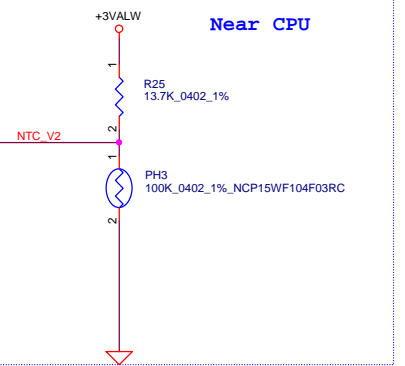 +3VALW
Near CPU
1
R25
13.7K_0402_1%
2
NTC_V2
1
PH3
100K_0402_1%_NCP15WF104F03RC
2